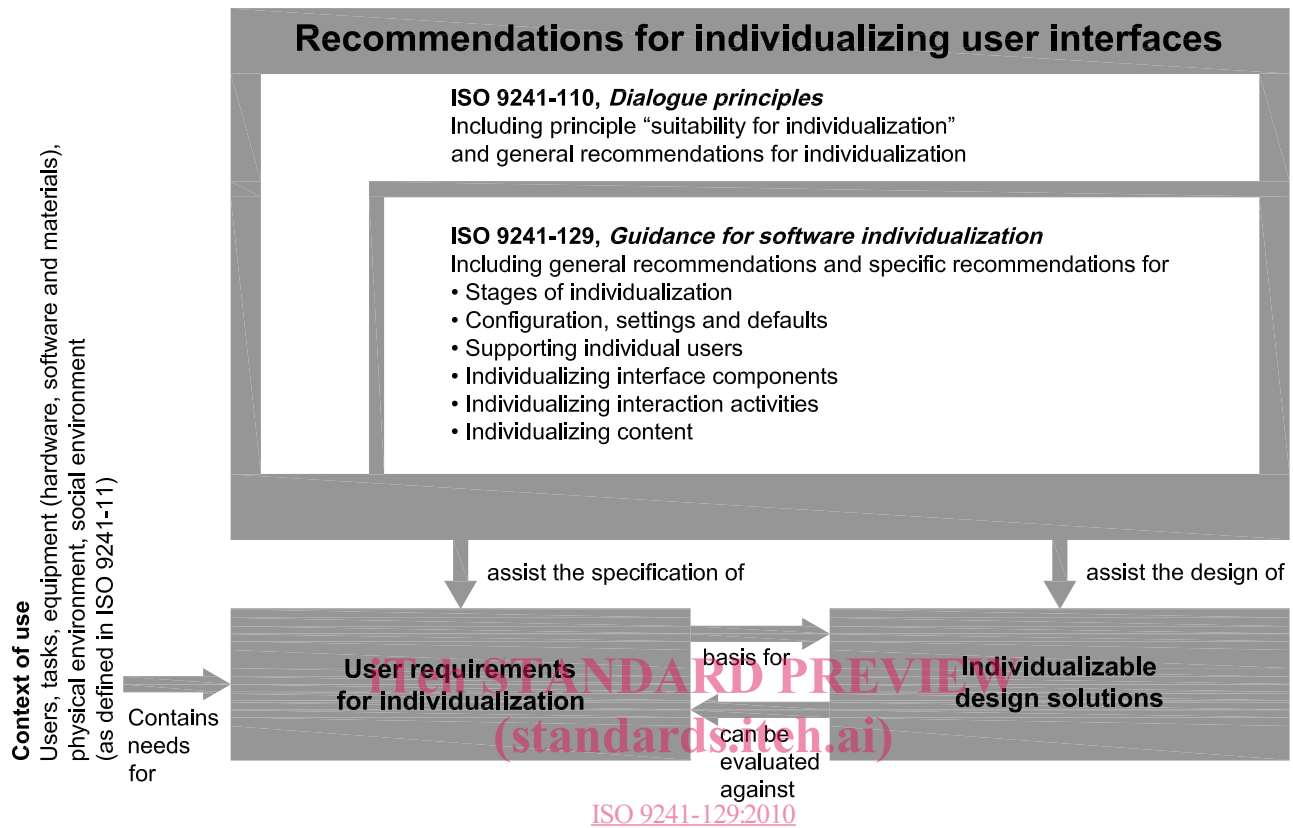 Recommendations for individualizing user interfaces
ISO 9241-110, Dialogue principles
Including principle “suitability for individualization”
and general recommendations for individualization
ISO 9241-129, Guidance for software individualization
Including general recommendations and specific recommendations for
• Stages of individualization
• Configuration, settings and defaults
• Supporting individual users
• Individualizing interface components
• Individualizing interaction activities
• Individualizing content
Context of use
Users, tasks, equipment (hardware, software and materials),
physical environment, social environment
(as defined in ISO 9241-11)
assist the specification of
assist the design of
Contains
needs
for
User requirements
for individualization
basis for
can be
evaluated
against
Individualizable
design solutions
iTeh STANDARD PREVIEW
(standards.iteh.ai)
ISO 9241-129:2010